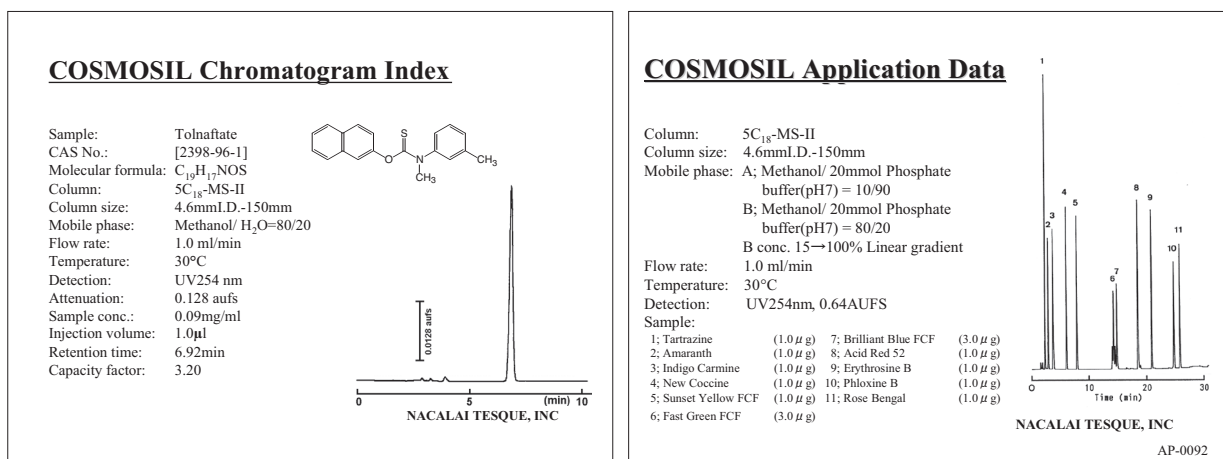 COSMOSIL Chromatogram Index
Sample: Tolnaftate
CAS No.: [2398-96-1]
Molecular formula: C19H17NOS
Column: 5C18-MS-II
Column size: 4.6mmI.D.-150mm
Mobile phase: Methanol/ H2O=80/20
Flow rate: 1.0 ml/min
Temperature: 30°C
Detection: UV254 nm
Attenuation: 0.128 aufs
Sample conc.: 0.09mg/ml
Injection volume: 1.0μl
Retention time: 6.92min
Capacity factor: 3.20
S
O
C
N
CH3
CH3
0.0128 aufs
0 5 (min) 10
NACALAI TESQUE, INC
COSMOSIL Application Data
Column: 5C18-MS-II
Column size: 4.6mmI.D.-150mm
Mobile phase: A; Methanol/ 20mmol Phosphate
buffer(pH7) = 10/90
B; Methanol/ 20mmol Phosphate
buffer(pH7) = 80/20
B conc. 15→100% Linear gradient
Flow rate: 1.0 ml/min
Temperature: 30°C
Detection: UV254nm, 0.64AUFS
Sample:
1; Tartrazine (1.0 μ g) 7; Brilliant Blue FCF (3.0 μ g)
2; Amaranth (1.0 μ g) 8; Acid Red 52 (1.0 μ g)
3; Indigo Carmine (1.0 μ g) 9; Erythrosine B (1.0 μ g)
4; New Coccine (1.0 μ g) 10; Phloxine B (1.0 μ g)
5; Sunset Yellow FCF (1.0 μ g) 11; Rose Bengal (1.0 μ g)
6; Fast Green FCF (3.0 μ g)
1
2
3
4
5
6
7
8
9
10
11
0 10 20 30
Time (min)
NACALAI TESQUE, INC
AP-0092